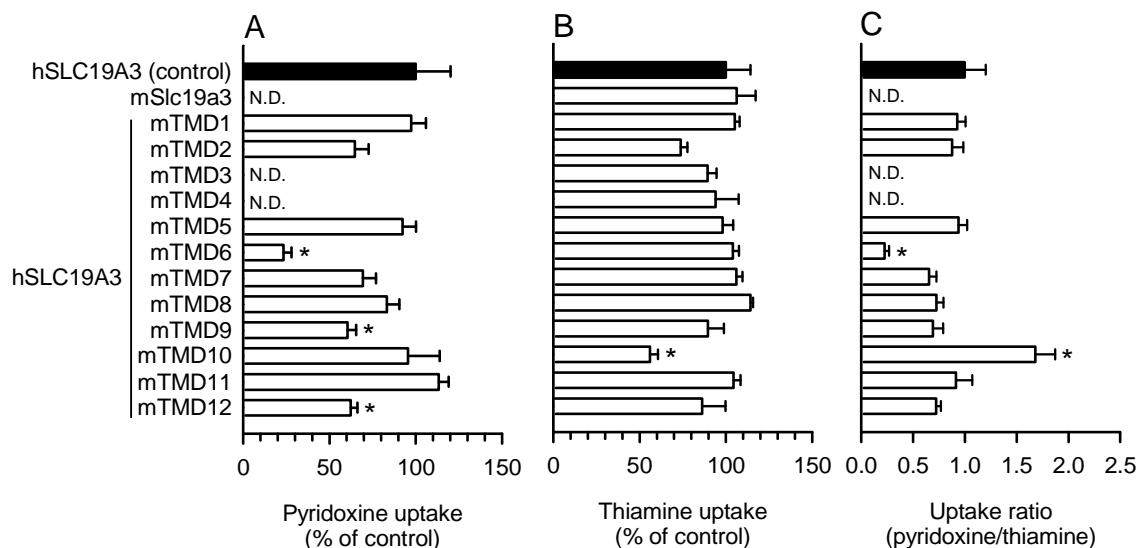 A
B
C
hSLC19A3 (control)
mSlc19a3
N.D.
N.D.
mTMD1
mTMD2
mTMD3
N.D.
N.D.
mTMD4
N.D.
N.D.
mTMD5
mTMD6
*
*
hSLC19A3
mTMD7
mTMD8
mTMD9
*
mTMD10
*
*
mTMD11
mTMD12
*
0 50 100 150
0 50 100 150
0.0 0.5 1.0 1.5 2.0 2.5
Pyridoxine uptake
(% of control)
Thiamine uptake
(% of control)
Uptake ratio
(pyridoxine/thiamine)